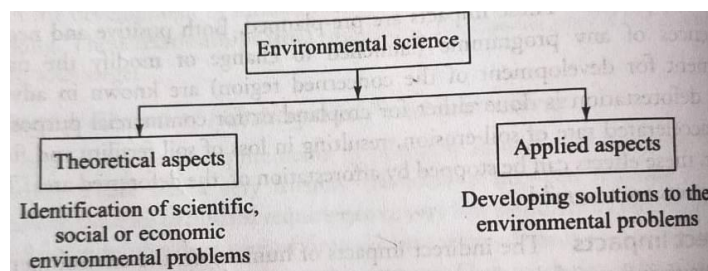 Environmental science
Theoretical aspects
Applied aspects
Identification of scientific,
social or economic
environmental problems
Developing solutions to the
environmental problems